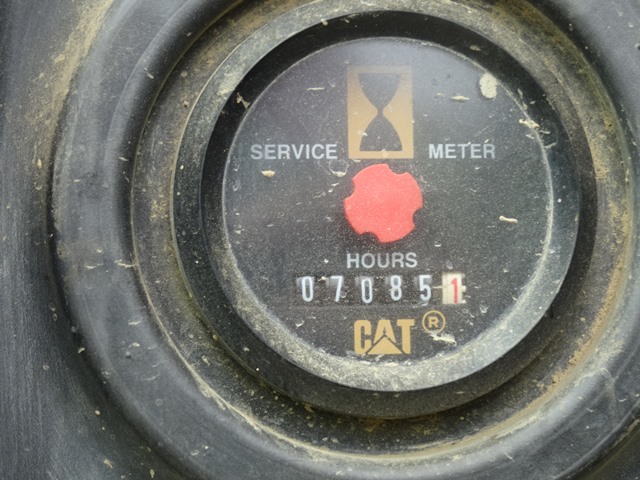 SERVICE METER
HOURS
070851
CAT®